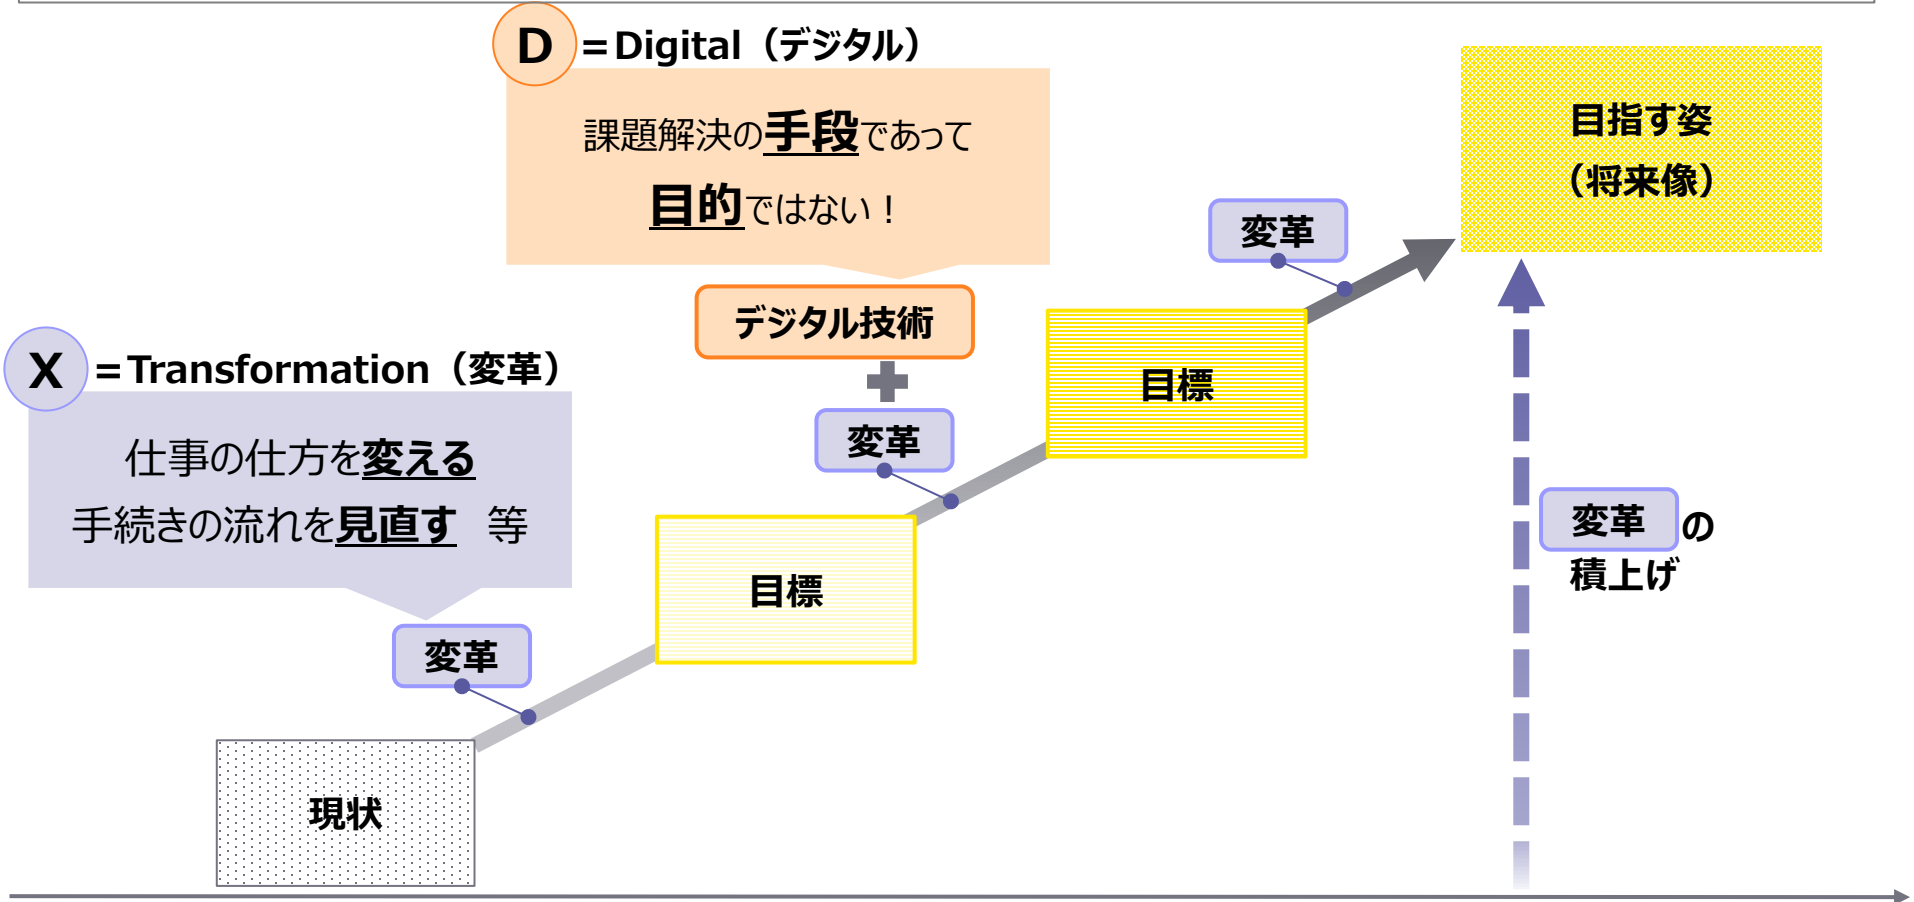 D =Digital（デジタル）
課題解決の手段であって
目的ではない！
目指す姿
（将来像）
変革
デジタル技術
X =Transformation（変革）
仕事の仕方を変える
手続きの流れを見直す　等
目標
変革
変革の
積上げ
目標
変革
現状